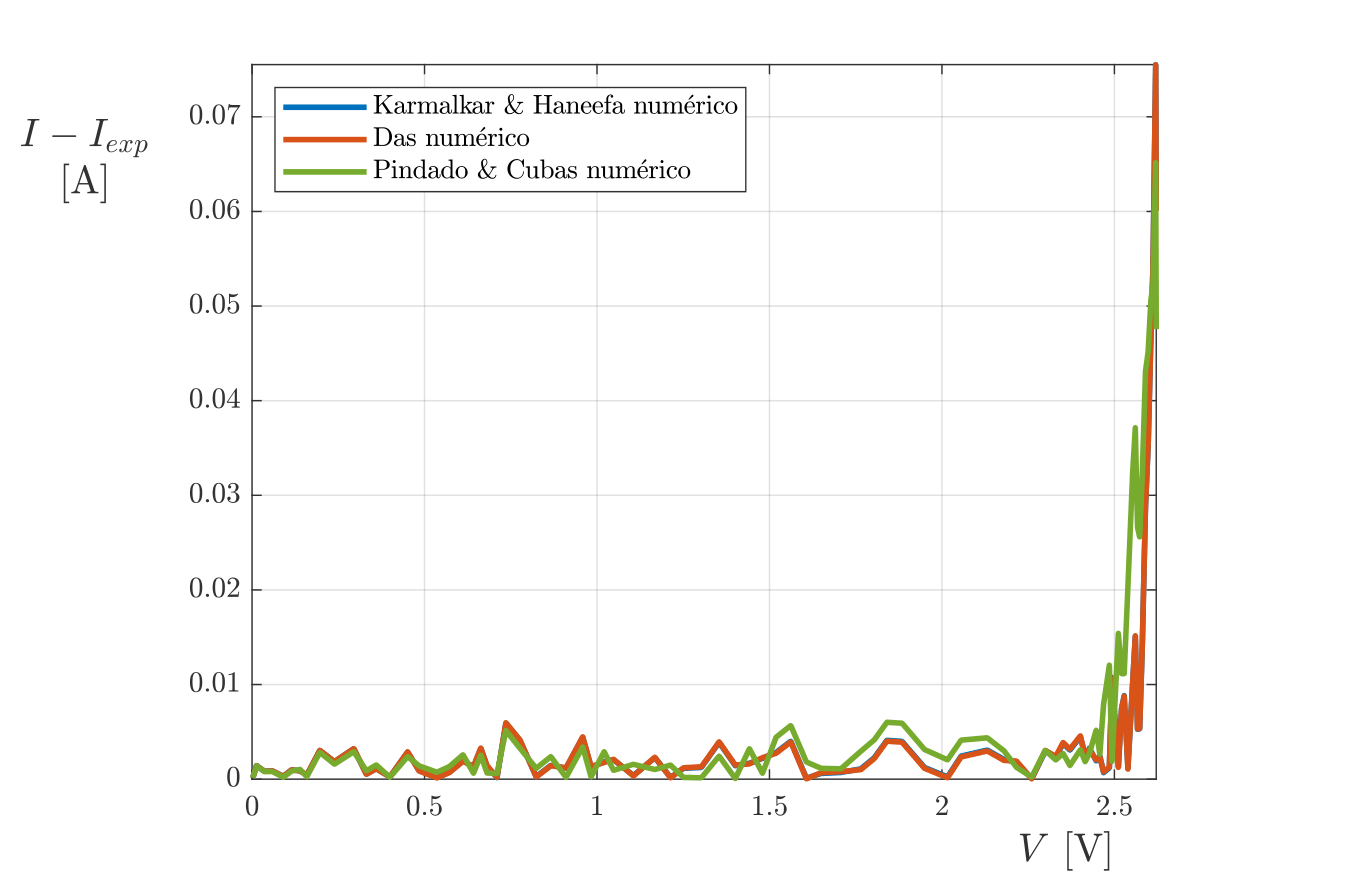 I − I_exp
[A]
0.07
0.06
0.05
0.04
0.03
0.02
0.01
0
Karmalkar & Haneefa numérico
Das numérico
Pindado & Cubas numérico
0 0.5 1 1.5 2 2.5
V [V]